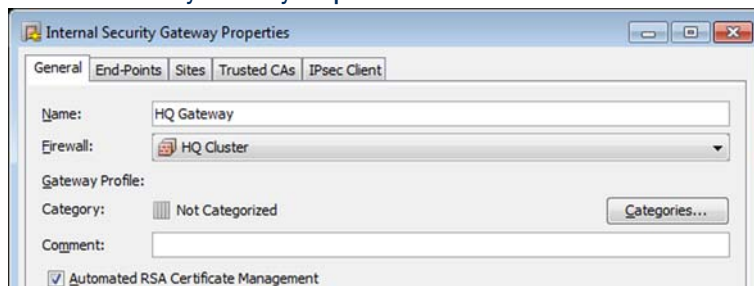 Internal Security Gateway Properties
General End-Points Sites Trusted CAs IPsec Client
Name: HQ Gateway
Firewall: HQ Cluster
Gateway Profile:
Category: Not Categorized Categories...
Comment:
Automated RSA Certificate Management